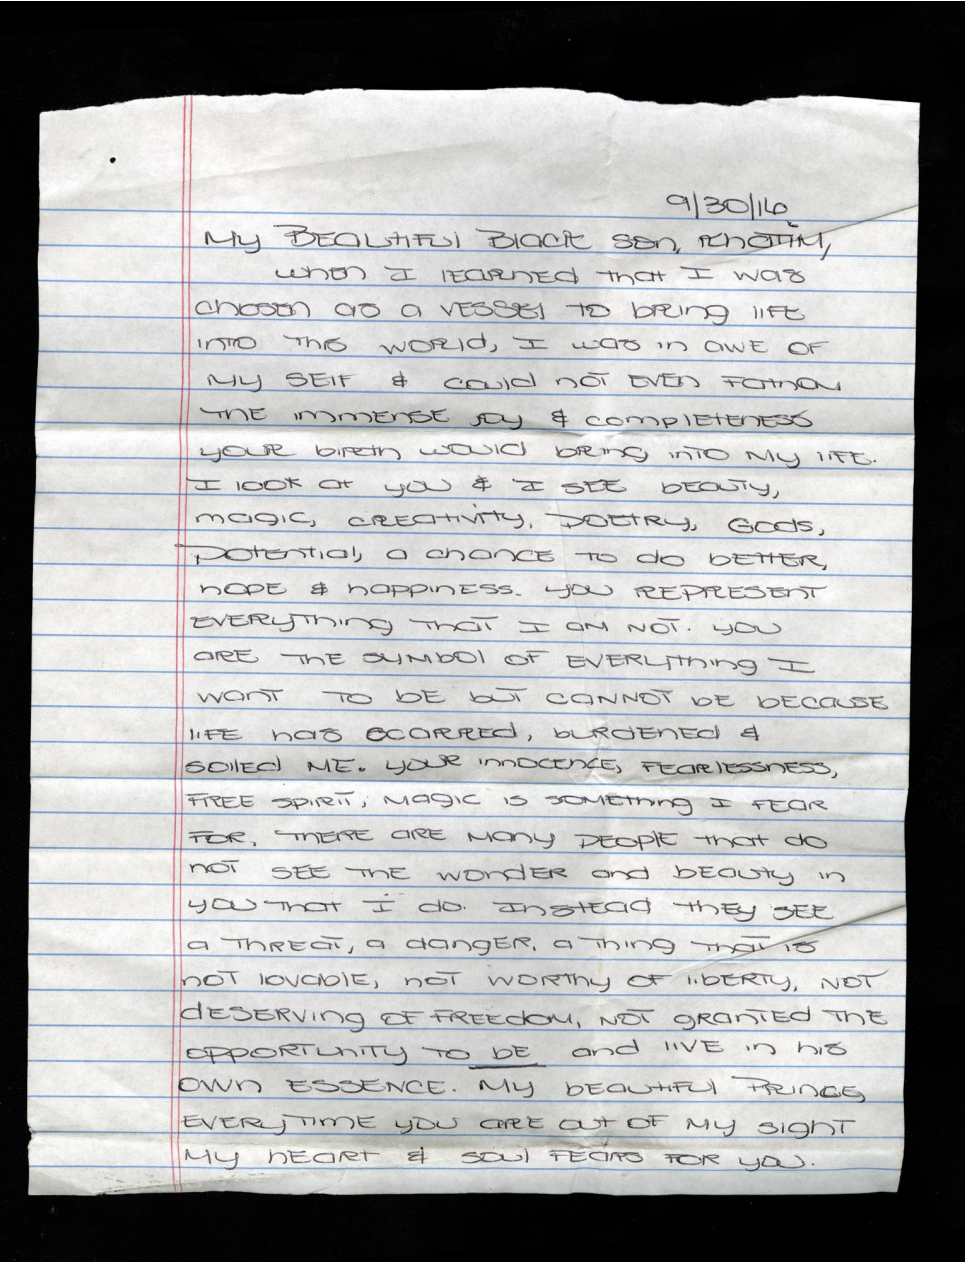 9/30/16
My BEAUTIFUl BlACK SON, KHATIM,
when I lEARNED that I was
chosen as a VESSEl TO bring lIFE
INTO This world, I was in awe of
My SElF & could not EVEN Fathom
THE immENSE joy & complETENESS
your birth would bring INTO My lIFE.
I look at you & I SEE bEAUTy,
magic, CREATIVITY, POETRY, Gods,
Potential, a chance TO do bETTER,
hope & happiness. you REPRESENT
EVERYThing THAT I am NOT. you
ARE THE SYMbol OF EVERYThing I
want TO bE bUT CANNOT bE bECAUSE
lIFE has SCARRED, bURDENED &
soiled ME. your innocence, FEARlESSNESS,
FREE SPIRIT, MAGIC is somEThing I FEAR
FOR. THERE ARE MANy PEOPlE that do
not SEE THE WONDER and bEAUTy in
you that I do. Instead THEY SEE
a THREAT, a danger, a Thing that is
not lovable, not WORTHY OF lIbERTy, NOT
dESERVing OF FREEdom, NOT granted THE
opporTuniTy TO bE and lIVE in his
OWN ESSENCE. My bEAUTIFUl Prince,
EVERYTIME you ARE out OF My sight
My hEART & soul FEARS FOR you.